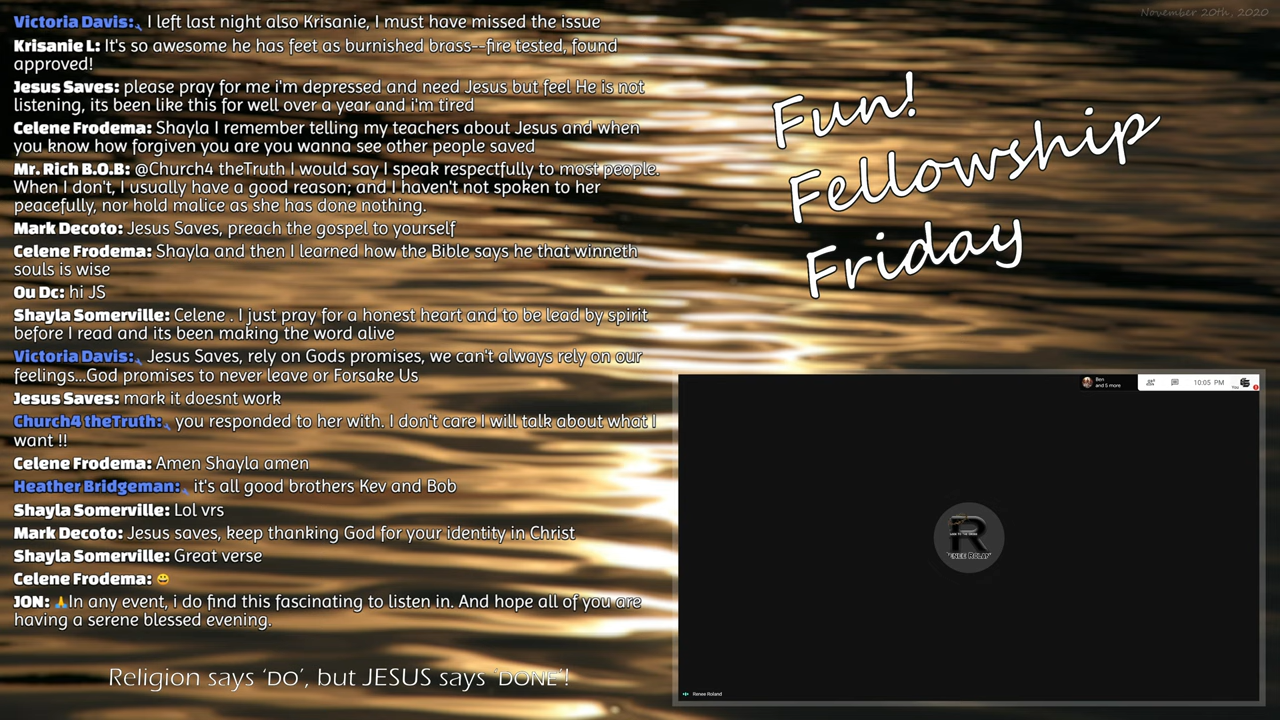 Victoria Davis: I left last night also Krisanie, I must have missed the issue
Krisanie L: It's so awesome he has feet as burnished brass--fire tested, found
approved!
Jesus Saves: please pray for me i'm depressed and need Jesus but feel He is not
listening, its been like this for well over a year and i'm tired
Celene Frodema: Shayla I remember telling my teachers about Jesus and when
you know how forgiven you are you wanna see other people saved
Mr. Rich B.O.B: @Church4 theTruth I would say I speak respectfully to most people.
When I don't, I usually have a good reason; and I haven't not spoken to her
peacefully, nor hold malice as she has done nothing.
Mark Decoto: Jesus Saves, preach the gospel to yourself
Celene Frodema: Shayla and then I learned how the Bible says he that winneth
souls is wise
Ou Dc: hi JS
Shayla Somerville: Celene . I just pray for a honest heart and to be lead by spirit
before I read and its been making the word alive
Victoria Davis: Jesus Saves, rely on Gods promises, we can't always rely on our
feelings...God promises to never leave or Forsake Us
Jesus Saves: mark it doesnt work
Church4 theTruth: you responded to her with. I don't care I will talk about what I
want !!
Celene Frodema: Amen Shayla amen
Heather Bridgeman: it's all good brothers Kev and Bob
Shayla Somerville: Lol vrs
Mark Decoto: Jesus saves, keep thanking God for your identity in Christ
Shayla Somerville: Great verse
Celene Frodema: 😀
JON: 🙏In any event, i do find this fascinating to listen in. And hope all of you are
having a serene blessed evening.
Religion says 'DO', but JESUS says 'DONE'!
November 20th, 2020
Fun!
Fellowship
Friday
Ben
and 5 more
10:05 PM
You
R
Renee Roland